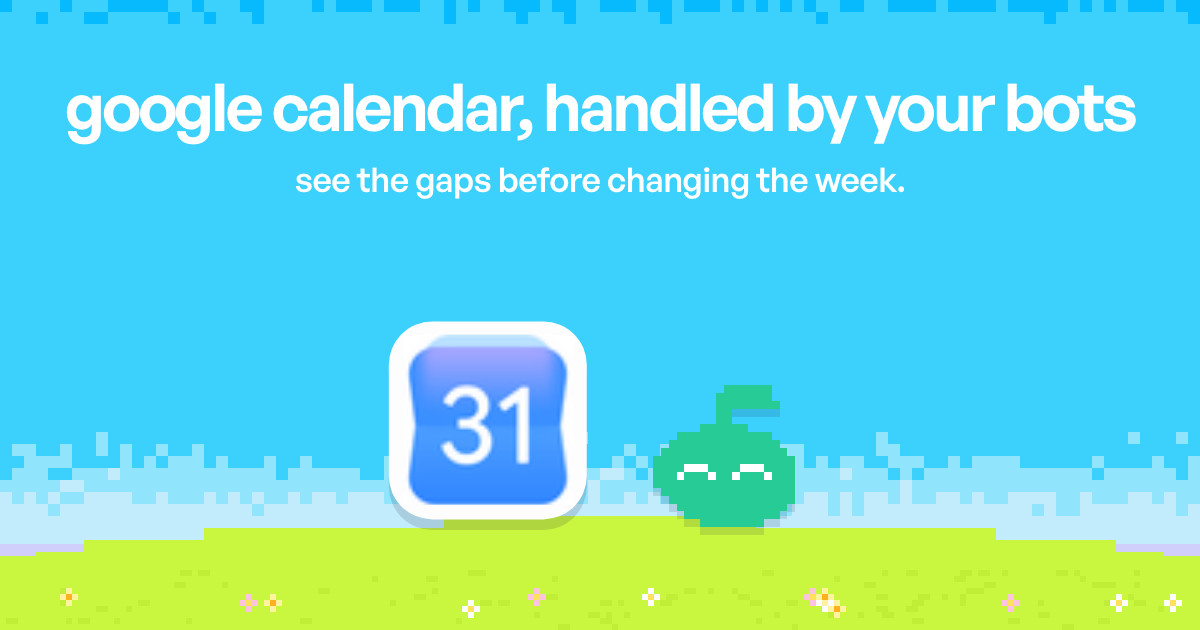 google calendar, handled by your bots
see the gaps before changing the week.
31